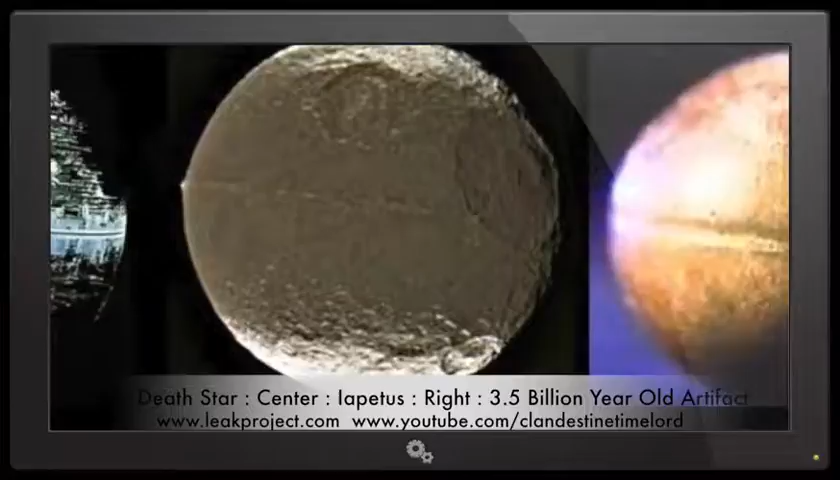 Death Star : Center : Iapetus : Right : 3.5 Billion Year Old Artifact
www.leakproject.com www.youtube.com/clandestinetimelord